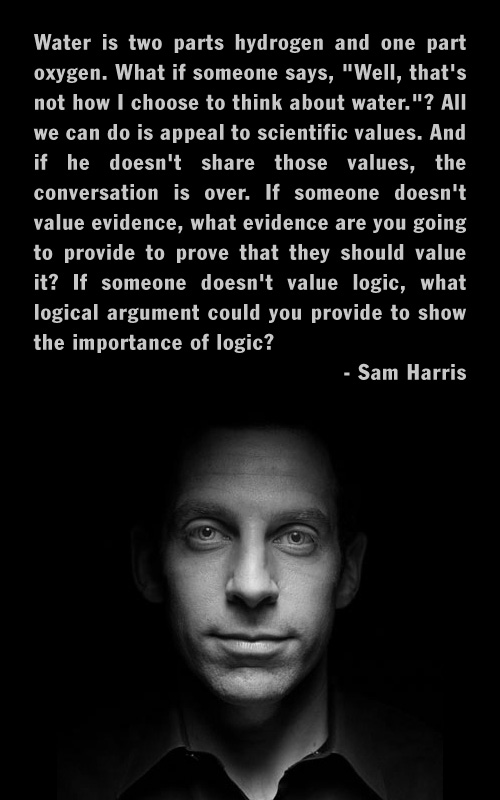 Water is two parts hydrogen and one part
oxygen. What if someone says, "Well, that's
not how I choose to think about water."? All
we can do is appeal to scientific values. And
if he doesn't share those values, the
conversation is over. If someone doesn't
value evidence, what evidence are you going
to provide to prove that they should value
it? If someone doesn't value logic, what
logical argument could you provide to show
the importance of logic?
- Sam Harris